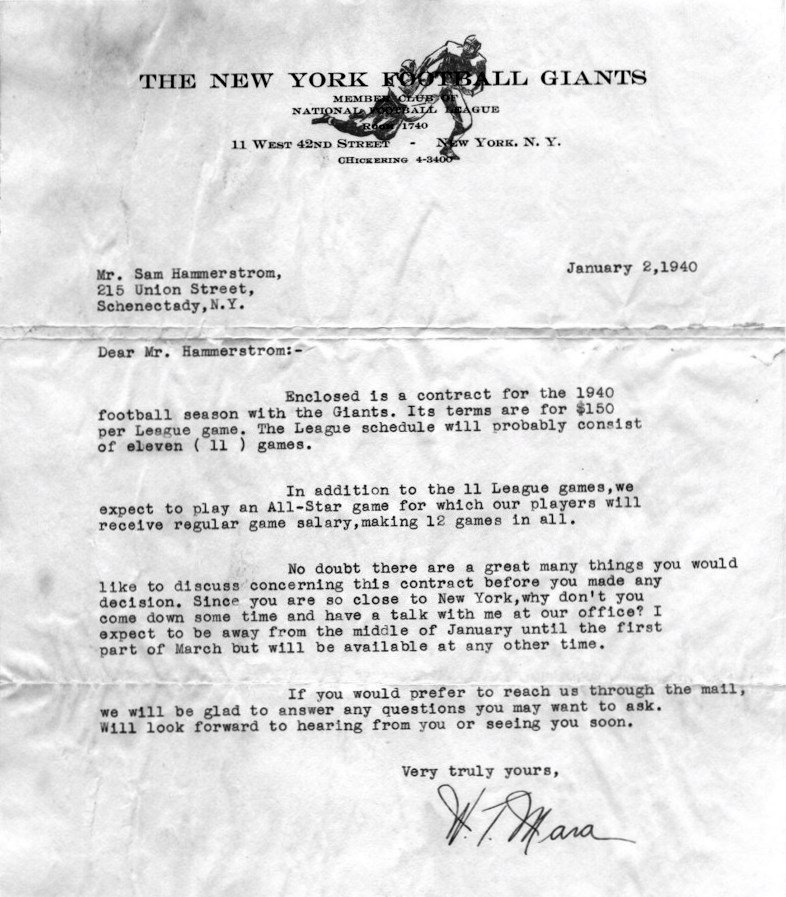 THE NEW YORK FOOTBALL GIANTS
MEMBER CLUB OF
NATIONAL FOOTBALL LEAGUE
ROOM 1740
11 WEST 42ND STREET - NEW YORK, N. Y.
CHICKERING 4-3400
January 2,1940
Mr. Sam Hammerstrom,
215 Union Street,
Schenectady,N.Y.
Dear Mr. Hammerstrom:-
Enclosed is a contract for the 1940
football season with the Giants. Its terms are for $150
per League game. The League schedule will probably consist
of eleven ( 11 ) games.
In addition to the 11 League games,we
expect to play an All-Star game for which our players will
receive regular game salary,making 12 games in all.
No doubt there are a great many things you would
like to discuss concerning this contract before you made any
decision. Since you are so close to New York,why don't you
come down some time and have a talk with me at our office? I
expect to be away from the middle of January until the first
part of March but will be available at any other time.
If you would prefer to reach us through the mail,
we will be glad to answer any questions you may want to ask.
Will look forward to hearing from you or seeing you soon.
Very truly yours,
W. T. Mara